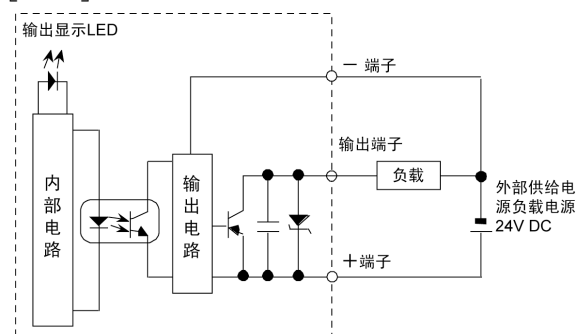 输出显示LED
一 端子
输出端子
负载
内部电路
输出电路
外部供给电
源负载电源
24V DC
十端子